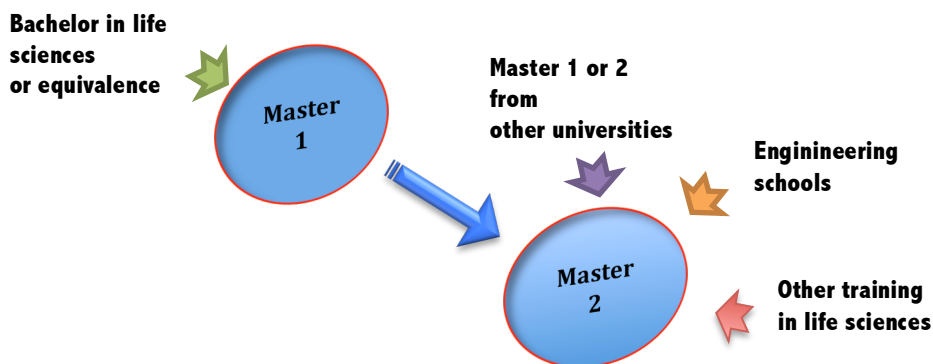 Bachelor in life
sciences
or equivalence
Master
1
Master 1 or 2
from
other universities
Enginineering
schools
Master
2
Other training
in life sciences